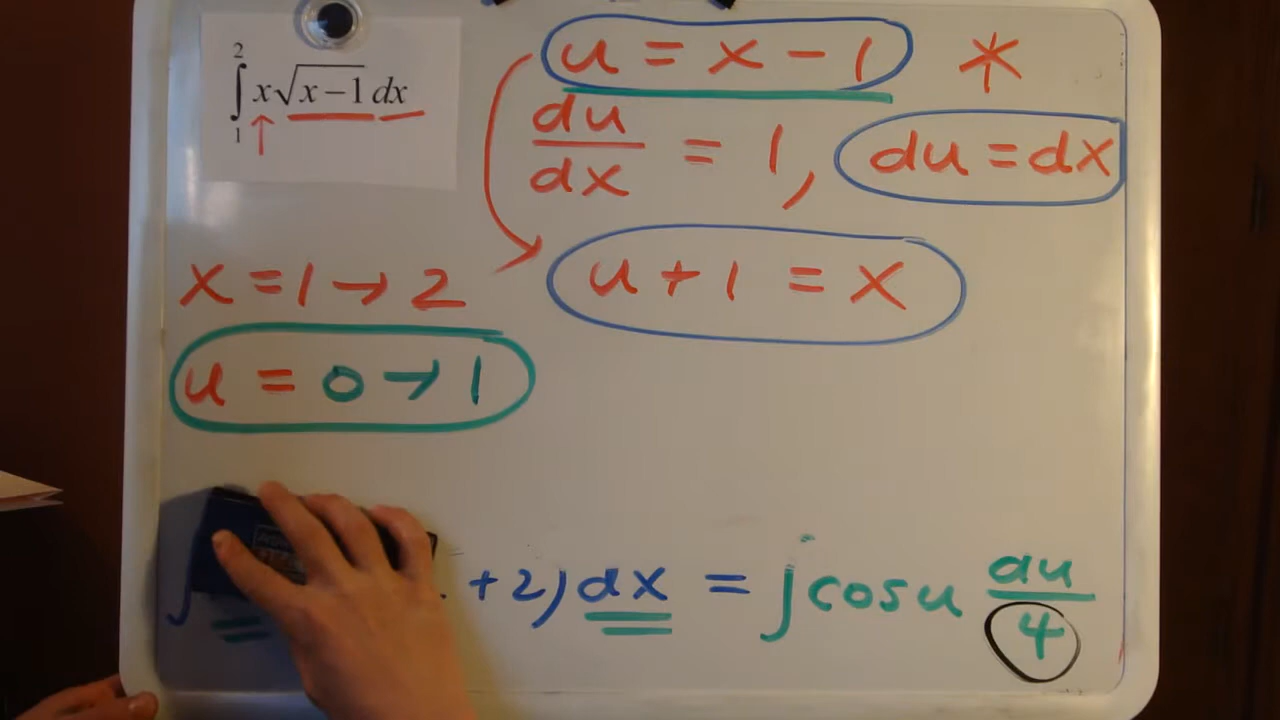 ∫₁² x√(x−1) dx
u = x − 1 *
du/dx = 1, du = dx
x = 1 → 2
u + 1 = x
u = 0 → 1
∫ +2) dx = ∫ cos u du/4